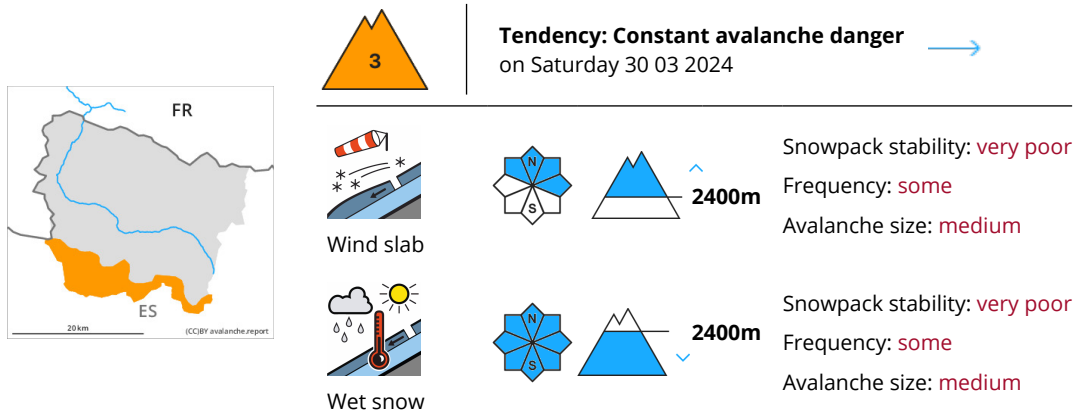 3
Tendency: Constant avalanche danger
on Saturday 30 03 2024
FR
ES
20 km
(CC)BY avalanche.report
N
S
2400m
Wind slab
Snowpack stability: very poor
Frequency: some
Avalanche size: medium
N
S
2400m
Wet snow
Snowpack stability: very poor
Frequency: some
Avalanche size: medium